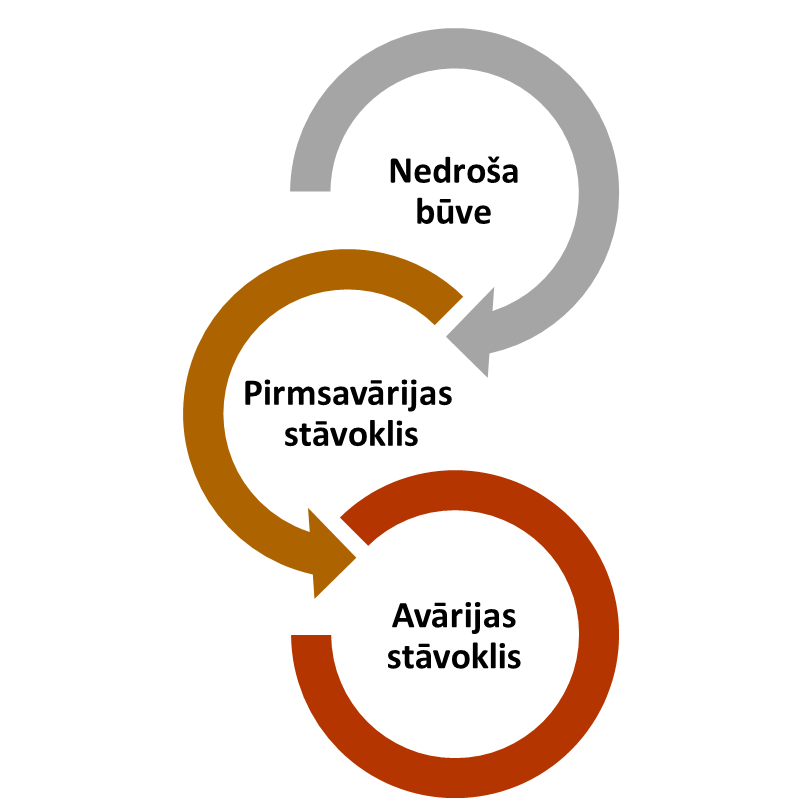 Nedroša
būve
Pirmsavārijas
stāvoklis
Avārijas
stāvoklis